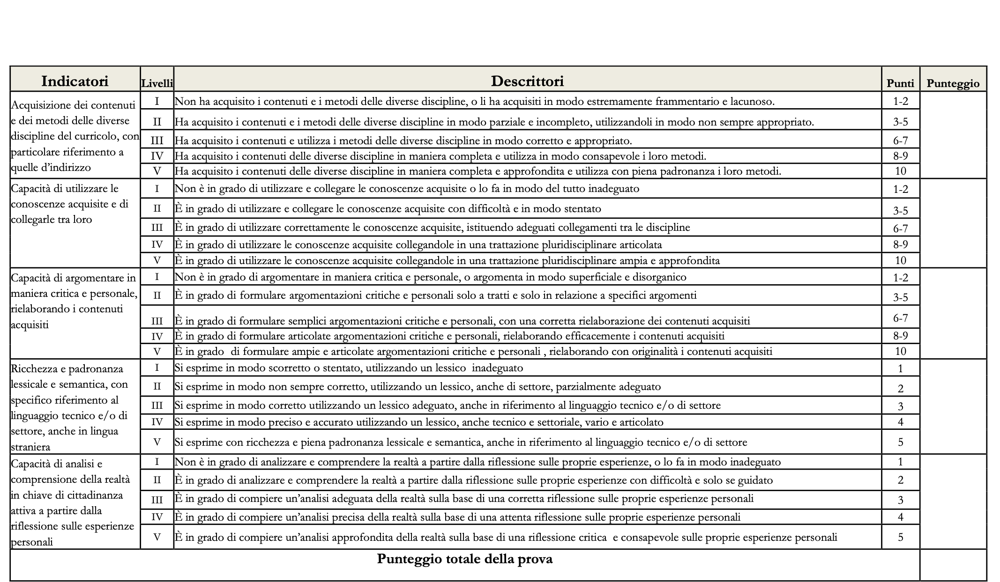 Indicatori Livelli Descrittori Punti Punteggio
Acquisizione dei contenuti
e dei metodi delle diverse
discipline del curricolo, con
particolare riferimento a
quelle d’indirizzo
I Non ha acquisito i contenuti e i metodi delle diverse discipline, o li ha acquisiti in modo estremamente frammentario e lacunoso. 1-2
II Ha acquisito i contenuti e i metodi delle diverse discipline in modo parziale e incompleto, utilizzandoli in modo non sempre appropriato. 3-5
III Ha acquisito i contenuti e utilizza i metodi delle diverse discipline in modo corretto e appropriato. 6-7
IV Ha acquisito i contenuti delle diverse discipline in maniera completa e utilizza in modo consapevole i loro metodi. 8-9
V Ha acquisito i contenuti delle diverse discipline in maniera completa e approfondita e utilizza con piena padronanza i loro metodi. 10
Capacità di utilizzare le
conoscenze acquisite e di
collegarle tra loro
I Non è in grado di utilizzare e collegare le conoscenze acquisite o lo fa in modo del tutto inadeguato 1-2
II È in grado di utilizzare e collegare le conoscenze acquisite con difficoltà e in modo stentato 3-5
III È in grado di utilizzare correttamente le conoscenze acquisite, istituendo adeguati collegamenti tra le discipline 6-7
IV È in grado di utilizzare le conoscenze acquisite collegandole in una trattazione pluridisciplinare articolata 8-9
V È in grado di utilizzare le conoscenze acquisite collegandole in una trattazione pluridisciplinare ampia e approfondita 10
Capacità di argomentare in
maniera critica e personale,
rielaborando i contenuti
acquisiti
I Non è in grado di argomentare in maniera critica e personale, o argomenta in modo superficiale e disorganico 1-2
II È in grado di formulare argomentazioni critiche e personali solo a tratti e solo in relazione a specifici argomenti 3-5
III È in grado di formulare semplici argomentazioni critiche e personali, con una corretta rielaborazione dei contenuti acquisiti 6-7
IV È in grado di formulare articolate argomentazioni critiche e personali, rielaborando efficacemente i contenuti acquisiti 8-9
V È in grado di formulare ampie e articolate argomentazioni critiche e personali , rielaborando con originalità i contenuti acquisiti 10
Ricchezza e padronanza
lessicale e semantica, con
specifico riferimento al
linguaggio tecnico e/o di
settore, anche in lingua
straniera
I Si esprime in modo scorretto o stentato, utilizzando un lessico inadeguato 1
II Si esprime in modo non sempre corretto, utilizzando un lessico, anche di settore, parzialmente adeguato 2
III Si esprime in modo corretto utilizzando un lessico adeguato, anche in riferimento al linguaggio tecnico e/o di settore 3
IV Si esprime in modo preciso e accurato utilizzando un lessico, anche tecnico e settoriale, vario e articolato 4
V Si esprime con ricchezza e piena padronanza lessicale e semantica, anche in riferimento al linguaggio tecnico e/o di settore 5
Capacità di analisi e
comprensione della realtà
in chiave di cittadinanza
attiva a partire dalla
riflessione sulle esperienze
personali
I Non è in grado di analizzare e comprendere la realtà a partire dalla riflessione sulle proprie esperienze, o lo fa in modo inadeguato 1
II È in grado di analizzare e comprendere la realtà a partire dalla riflessione sulle proprie esperienze con difficoltà e solo se guidato 2
III È in grado di compiere un’analisi adeguata della realtà sulla base di una corretta riflessione sulle proprie esperienze personali 3
IV È in grado di compiere un’analisi precisa della realtà sulla base di una attenta riflessione sulle proprie esperienze personali 4
V È in grado di compiere un’analisi approfondita della realtà sulla base di una riflessione critica e consapevole sulle proprie esperienze personali 5
Punteggio totale della prova